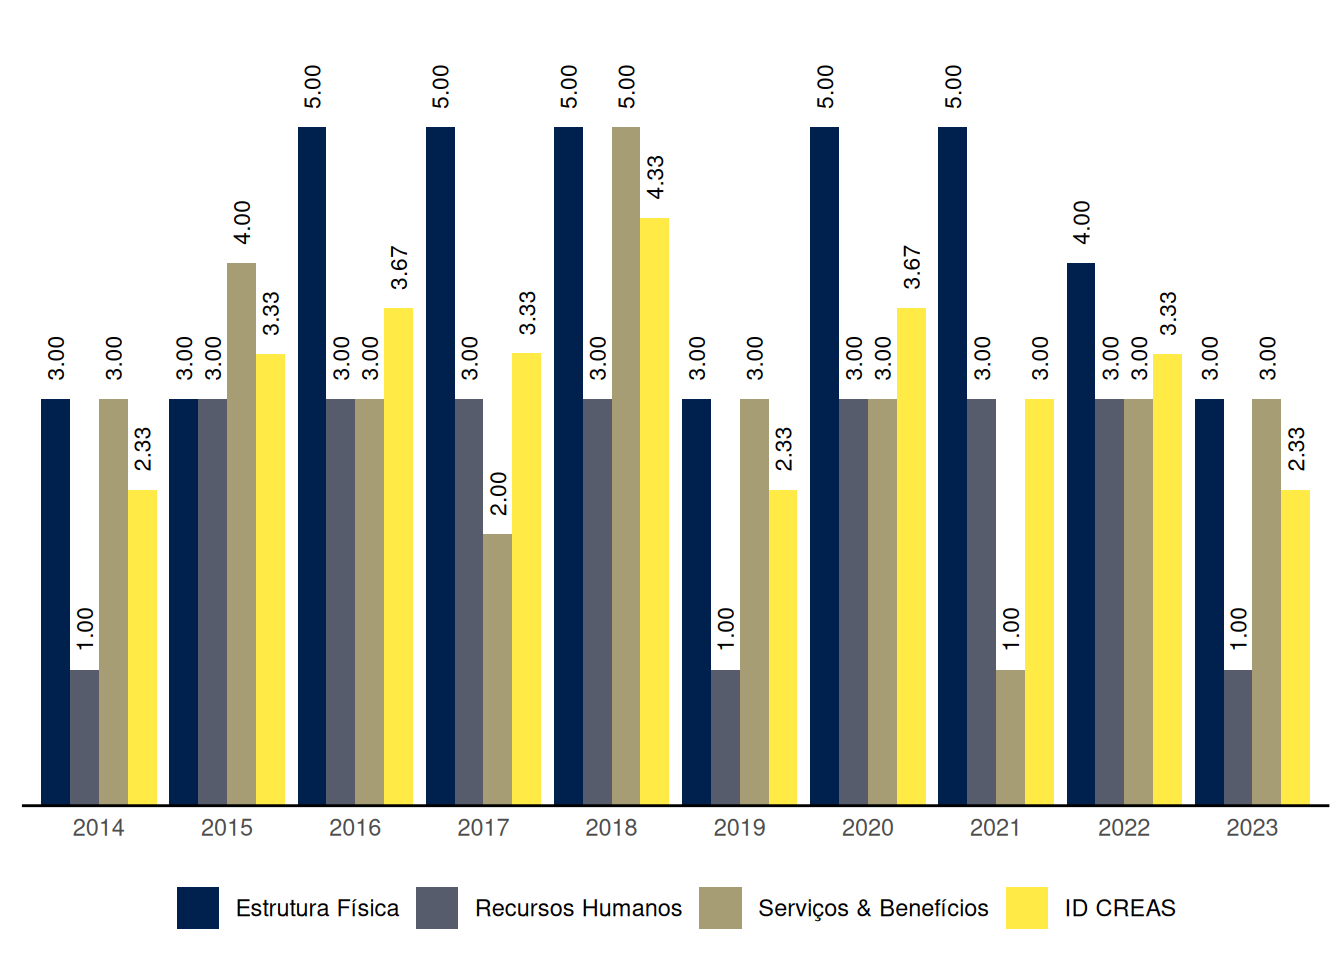 5.00 5.00 5.00 5.00 5.00 5.00
4.33
4.00 4.00
3.67 3.67
3.33 3.33 3.33
3.00 3.00 3.00 3.00 3.00 3.00 3.00 3.00 3.00 3.00 3.00 3.00 3.00 3.00 3.00 3.00 3.00 3.00 3.00
2.33 2.33 2.33
2.00
1.00 1.00 1.00 1.00
2014 2015 2016 2017 2018 2019 2020 2021 2022 2023
Estrutura Física Recursos Humanos Serviços & Benefícios ID CREAS